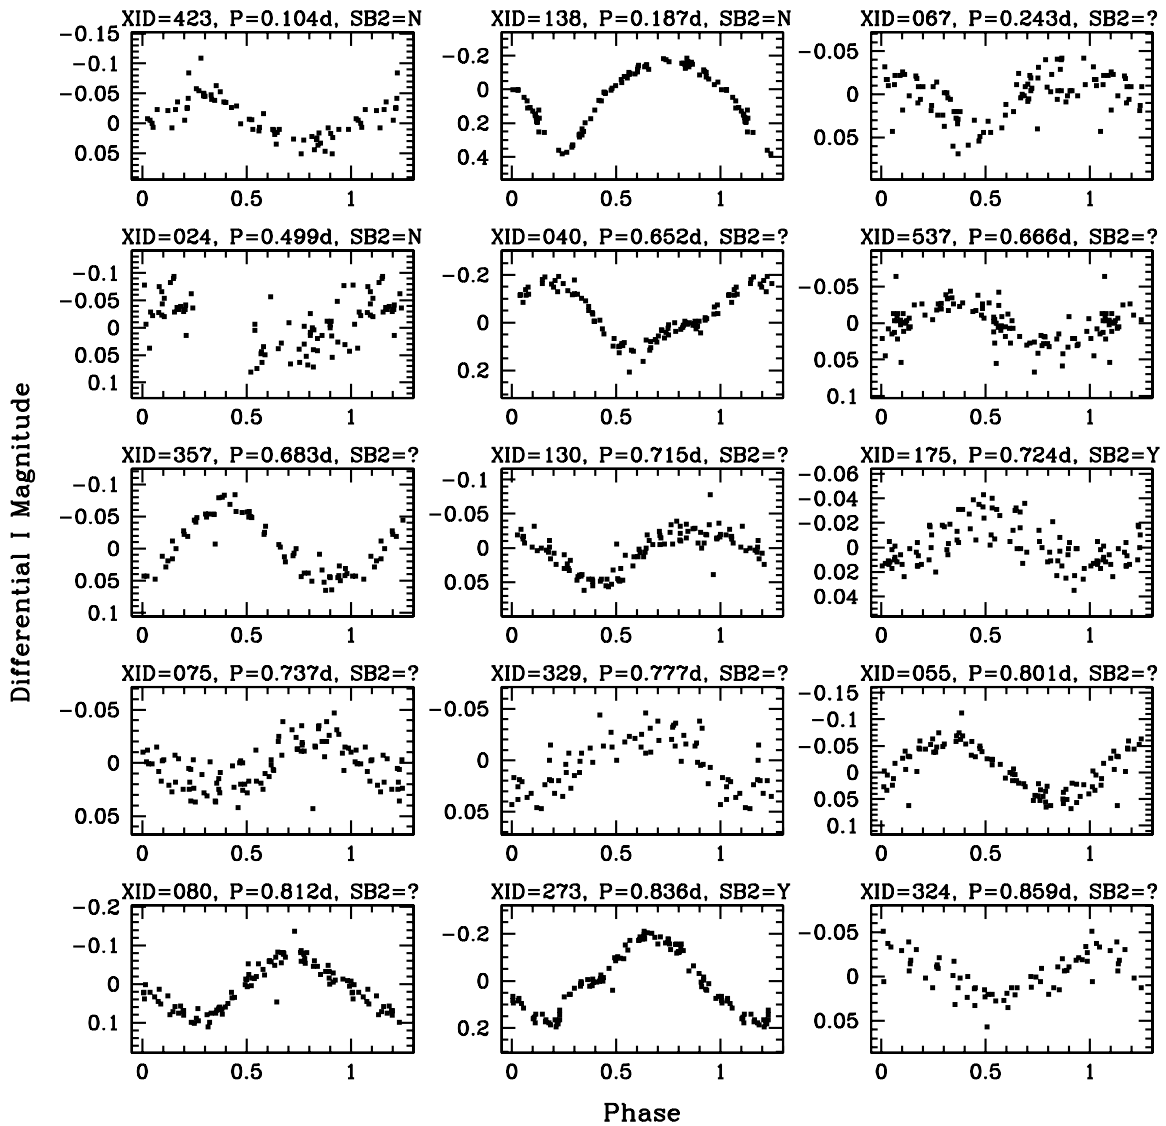 XID=423, P=0.104d, SB2=N
−0.15
−0.1
−0.05
0
0.05
0 0.5 1
XID=138, P=0.187d, SB2=N
−0.2
0
0.2
0.4
0 0.5 1
XID=067, P=0.243d, SB2=?
−0.05
0
0.05
0 0.5 1
XID=024, P=0.499d, SB2=N
−0.1
−0.05
0
0.05
0.1
0 0.5 1
XID=040, P=0.652d, SB2=?
−0.2
0
0.2
0 0.5 1
XID=537, P=0.666d, SB2=?
−0.05
0
0.05
0.1
0 0.5 1
Differential I Magnitude
XID=357, P=0.683d, SB2=?
−0.1
−0.05
0
0.05
0.1
0 0.5 1
XID=130, P=0.715d, SB2=?
−0.1
−0.05
0
0.05
0 0.5 1
XID=175, P=0.724d, SB2=Y
−0.06
−0.04
−0.02
0
0.02
0.04
0 0.5 1
XID=075, P=0.737d, SB2=?
−0.05
0
0.05
0 0.5 1
XID=329, P=0.777d, SB2=?
−0.05
0
0.05
0 0.5 1
XID=055, P=0.801d, SB2=?
−0.15
−0.1
−0.05
0
0.05
0.1
0 0.5 1
XID=080, P=0.812d, SB2=?
−0.2
−0.1
0
0.1
0 0.5 1
XID=273, P=0.836d, SB2=Y
−0.2
0
0.2
0 0.5 1
XID=324, P=0.859d, SB2=?
−0.05
0
0.05
0 0.5 1
Phase